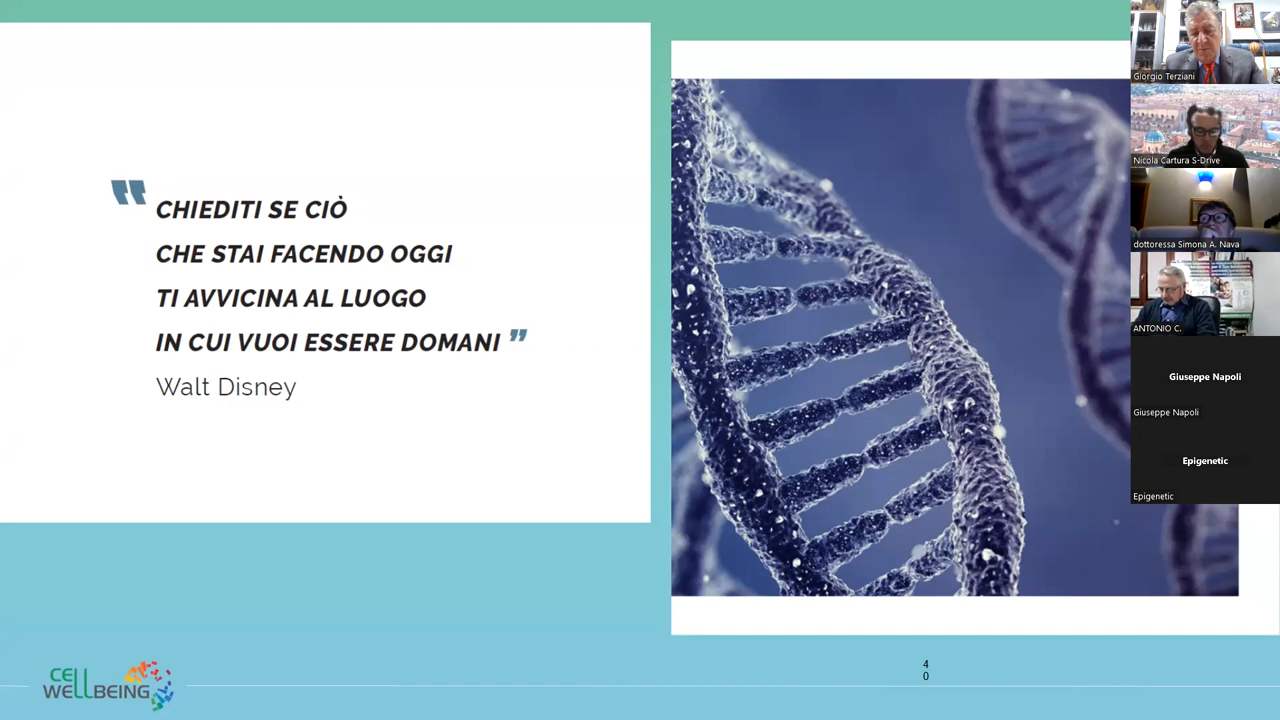 CHIEDITI SE CIÒ
CHE STAI FACENDO OGGI
TI AVVICINA AL LUOGO
IN CUI VUOI ESSERE DOMANI
Walt Disney
CELL
WELLBEING
4
0
Giorgio Terziani
Nicola Cartura S-Drive
dottoressa Simona A. Nava
ANTONIO C.
Giuseppe Napoli
Giuseppe Napoli
Epigenetic
Epigenetic